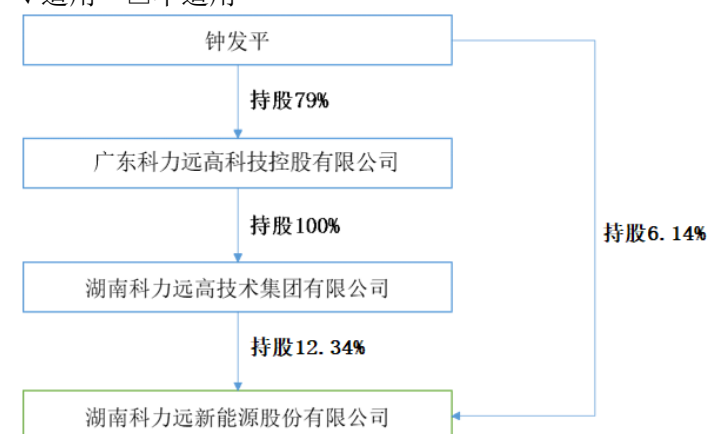 钟发平
持股79%
广东科力远高科技控股有限公司
持股100%
持股6.14%
湖南科力远高技术集团有限公司
持股12.34%
湖南科力远新能源股份有限公司